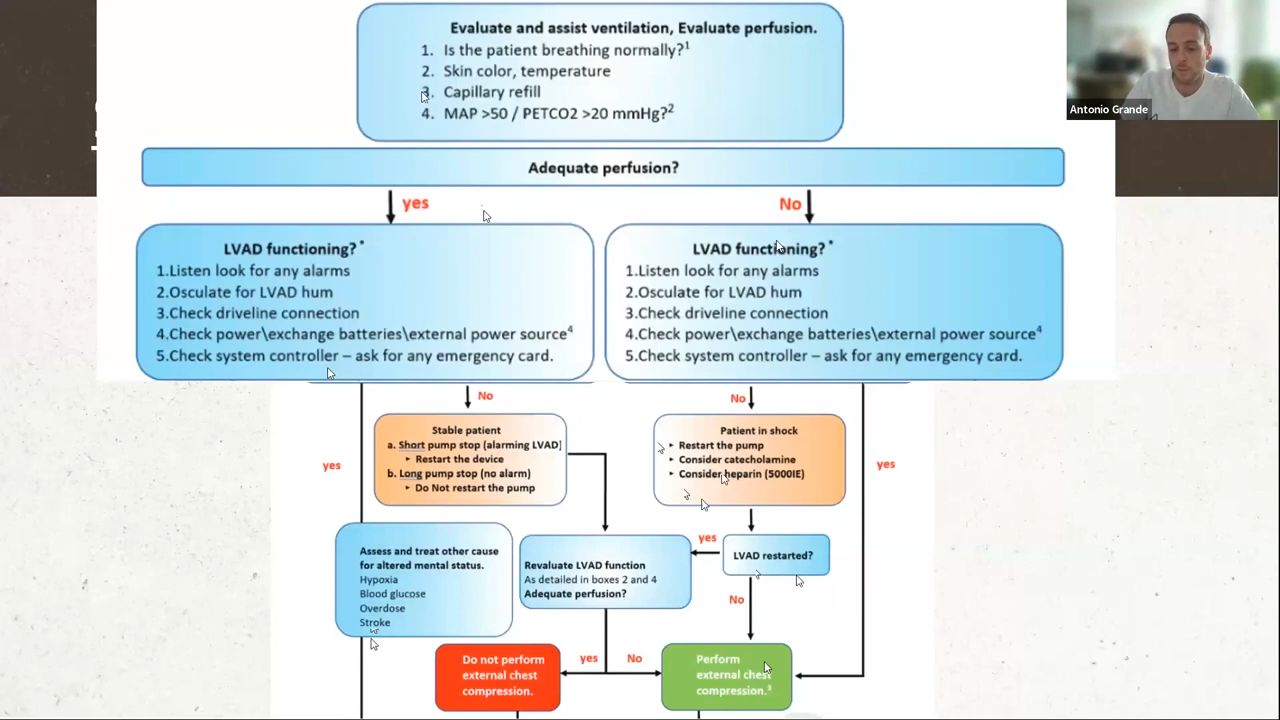 Evaluate and assist ventilation, Evaluate perfusion.
1. Is the patient breathing normally?¹
2. Skin color, temperature
3. Capillary refill
4. MAP >50 / PETCO2 >20 mmHg?²
Antonio Grande
Adequate perfusion?
yes
No
LVAD functioning?*
1.Listen look for any alarms
2.Osculate for LVAD hum
3.Check driveline connection
4.Check power\exchange batteries\external power source⁴
5.Check system controller – ask for any emergency card.
LVAD functioning?*
1.Listen look for any alarms
2.Osculate for LVAD hum
3.Check driveline connection
4.Check power\exchange batteries\external power source⁴
5.Check system controller – ask for any emergency card.
No
No
yes
yes
Stable patient
a. Short pump stop (alarming LVAD)
‣ Restart the device
b. Long pump stop (no alarm)
‣ Do Not restart the pump
Patient in shock
‣ Restart the pump
‣ Consider catecholamine
‣ Consider heparin (5000IE)
Assess and treat other cause
for altered mental status.
Hypoxia
Blood glucose
Overdose
Stroke
Revaluate LVAD function
As detailed in boxes 2 and 4
Adequate perfusion?
yes
LVAD restarted?
No
Do not perform
external chest
compression.
yes
No
Perform
external chest
compression.³